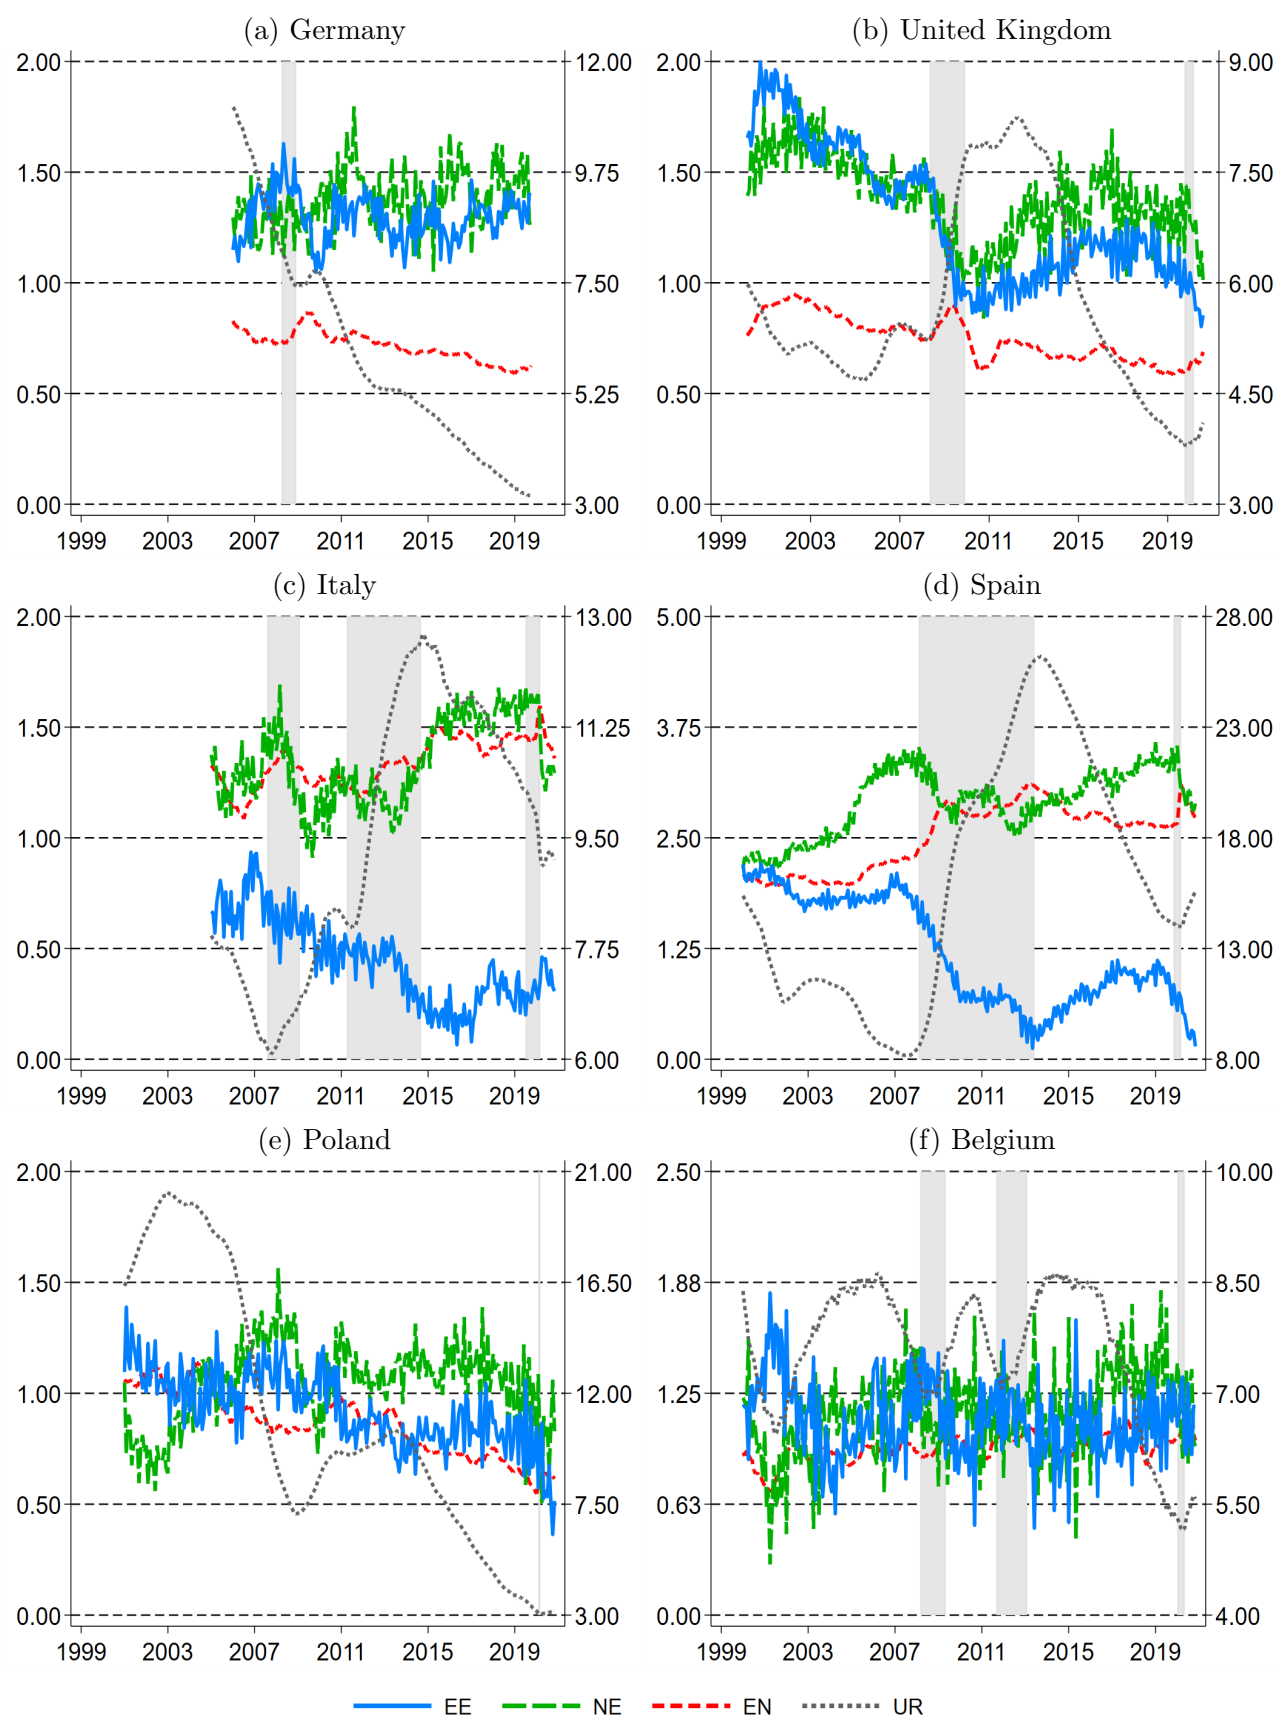 (a) Germany (b) United Kingdom
2.00 12.00 2.00 9.00
1.50 9.75 1.50 7.50
1.00 7.50 1.00 6.00
0.50 5.25 0.50 4.50
0.00 3.00 0.00 3.00
1999 2003 2007 2011 2015 2019 1999 2003 2007 2011 2015 2019
(c) Italy (d) Spain
2.00 13.00 5.00 28.00
1.50 11.25 3.75 23.00
1.00 9.50 2.50 18.00
0.50 7.75 1.25 13.00
0.00 6.00 0.00 8.00
1999 2003 2007 2011 2015 2019 1999 2003 2007 2011 2015 2019
(e) Poland (f) Belgium
2.00 21.00 2.50 10.00
1.50 16.50 1.88 8.50
1.00 12.00 1.25 7.00
0.50 7.50 0.63 5.50
0.00 3.00 0.00 4.00
1999 2003 2007 2011 2015 2019 1999 2003 2007 2011 2015 2019
EE NE EN UR